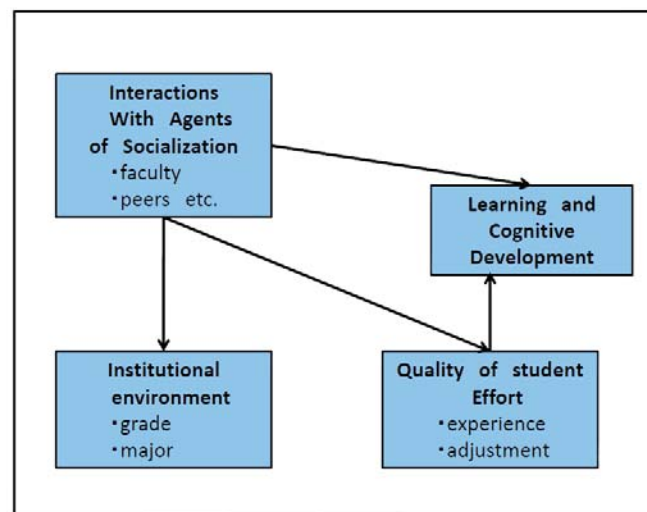 Interactions
With Agents
of Socialization
・faculty
・peers etc.
Learning and
Cognitive
Development
Institutional
environment
・grade
・major
Quality of student
Effort
・experience
・adjustment